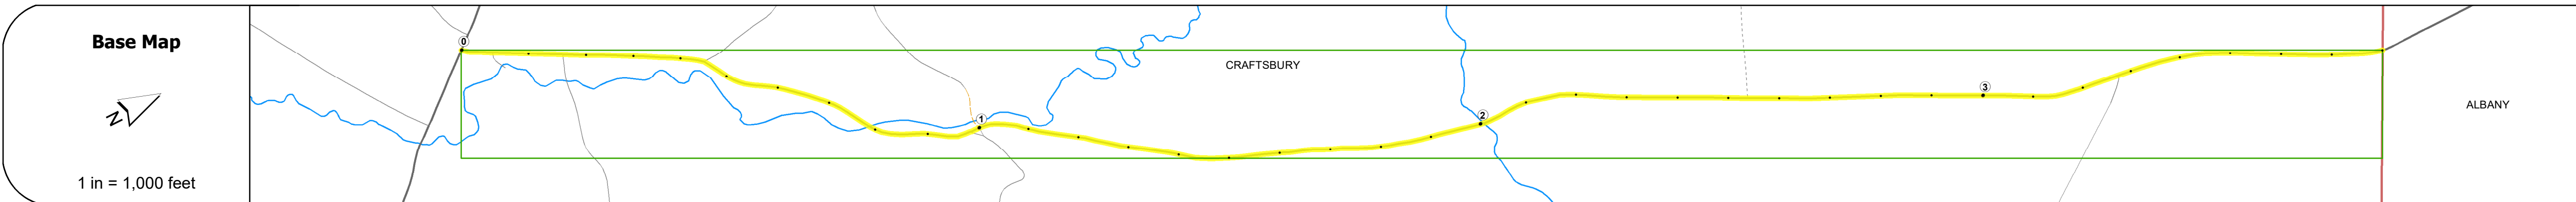 Base Map
N
1 in = 1,000 feet
0
CRAFTSBURY
1
2
3
ALBANY